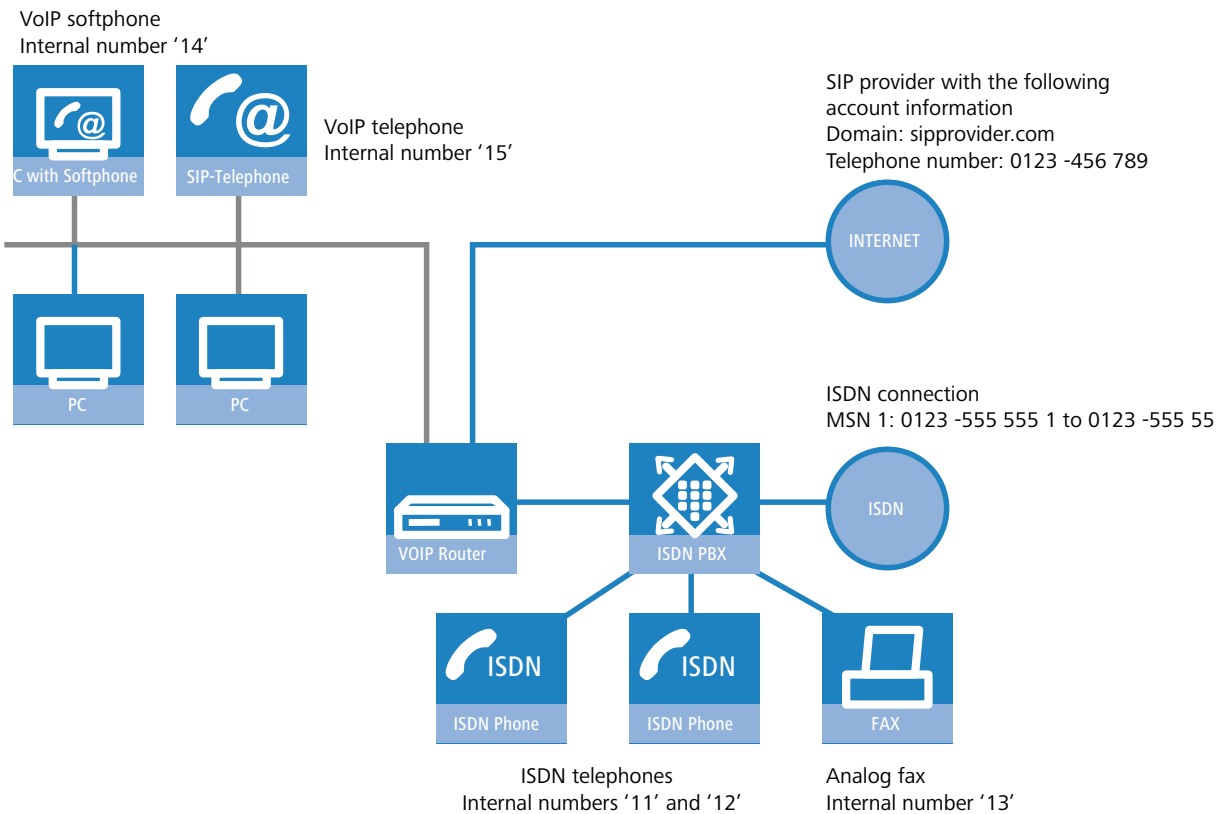 VoIP softphone
Internal number ‘14’
C with Softphone
SIP-Telephone
VoIP telephone
Internal number ‘15’
SIP provider with the following
account information
Domain: sipprovider.com
Telephone number: 0123 -456 789
INTERNET
PC
PC
ISDN connection
MSN 1: 0123 -555 555 1 to 0123 -555 55
VOIP Router
ISDN PBX
ISDN
ISDN
ISDN Phone
ISDN
ISDN Phone
FAX
ISDN telephones
Internal numbers ‘11’ and ‘12’
Analog fax
Internal number ‘13’